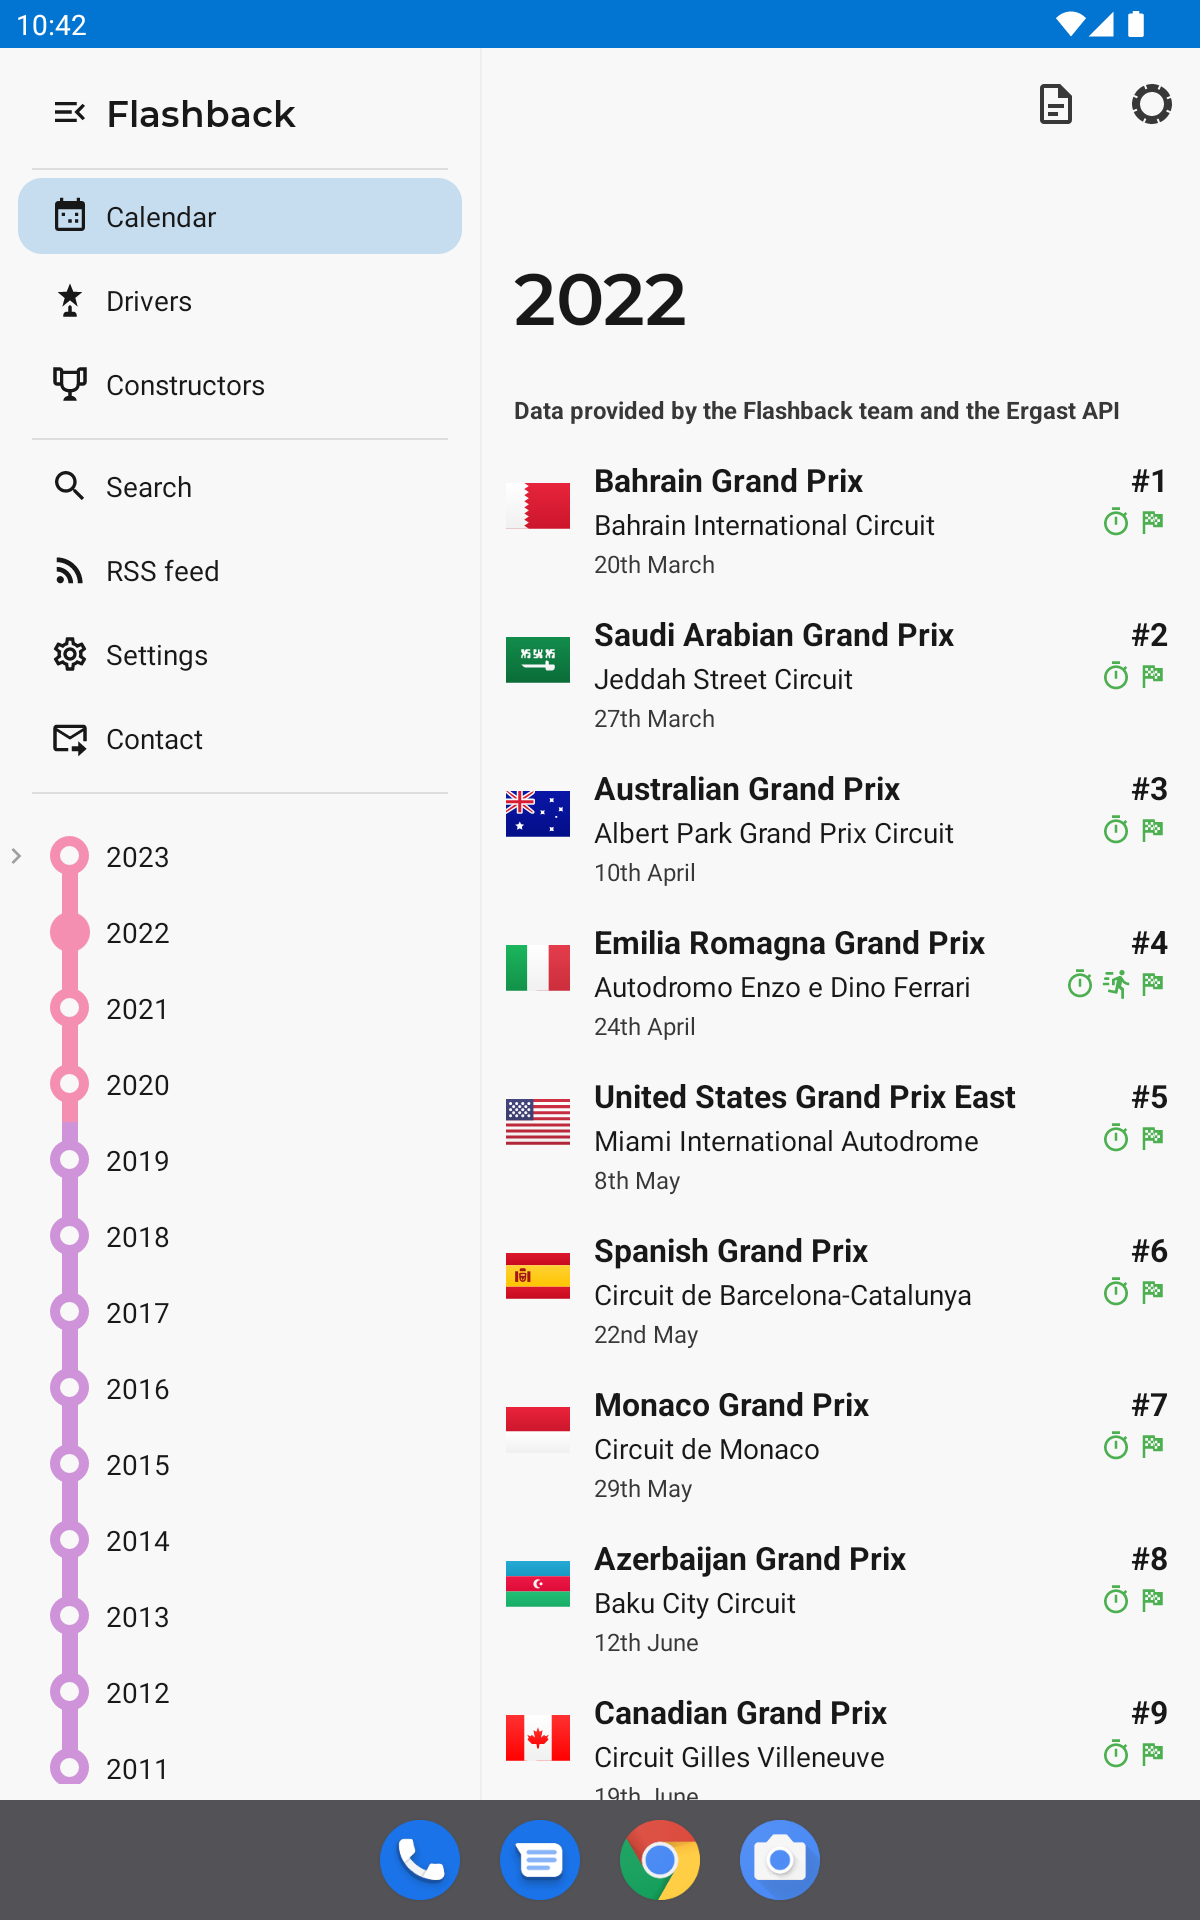 10:42
Flashback
Calendar
Drivers
Constructors
Search
RSS feed
Settings
Contact
2023
2022
2021
2020
2019
2018
2017
2016
2015
2014
2013
2012
2011
2022
Data provided by the Flashback team and the Ergast API
Bahrain Grand Prix #1
Bahrain International Circuit
20th March
Saudi Arabian Grand Prix #2
Jeddah Street Circuit
27th March
Australian Grand Prix #3
Albert Park Grand Prix Circuit
10th April
Emilia Romagna Grand Prix #4
Autodromo Enzo e Dino Ferrari
24th April
United States Grand Prix East #5
Miami International Autodrome
8th May
Spanish Grand Prix #6
Circuit de Barcelona-Catalunya
22nd May
Monaco Grand Prix #7
Circuit de Monaco
29th May
Azerbaijan Grand Prix #8
Baku City Circuit
12th June
Canadian Grand Prix #9
Circuit Gilles Villeneuve
19th June